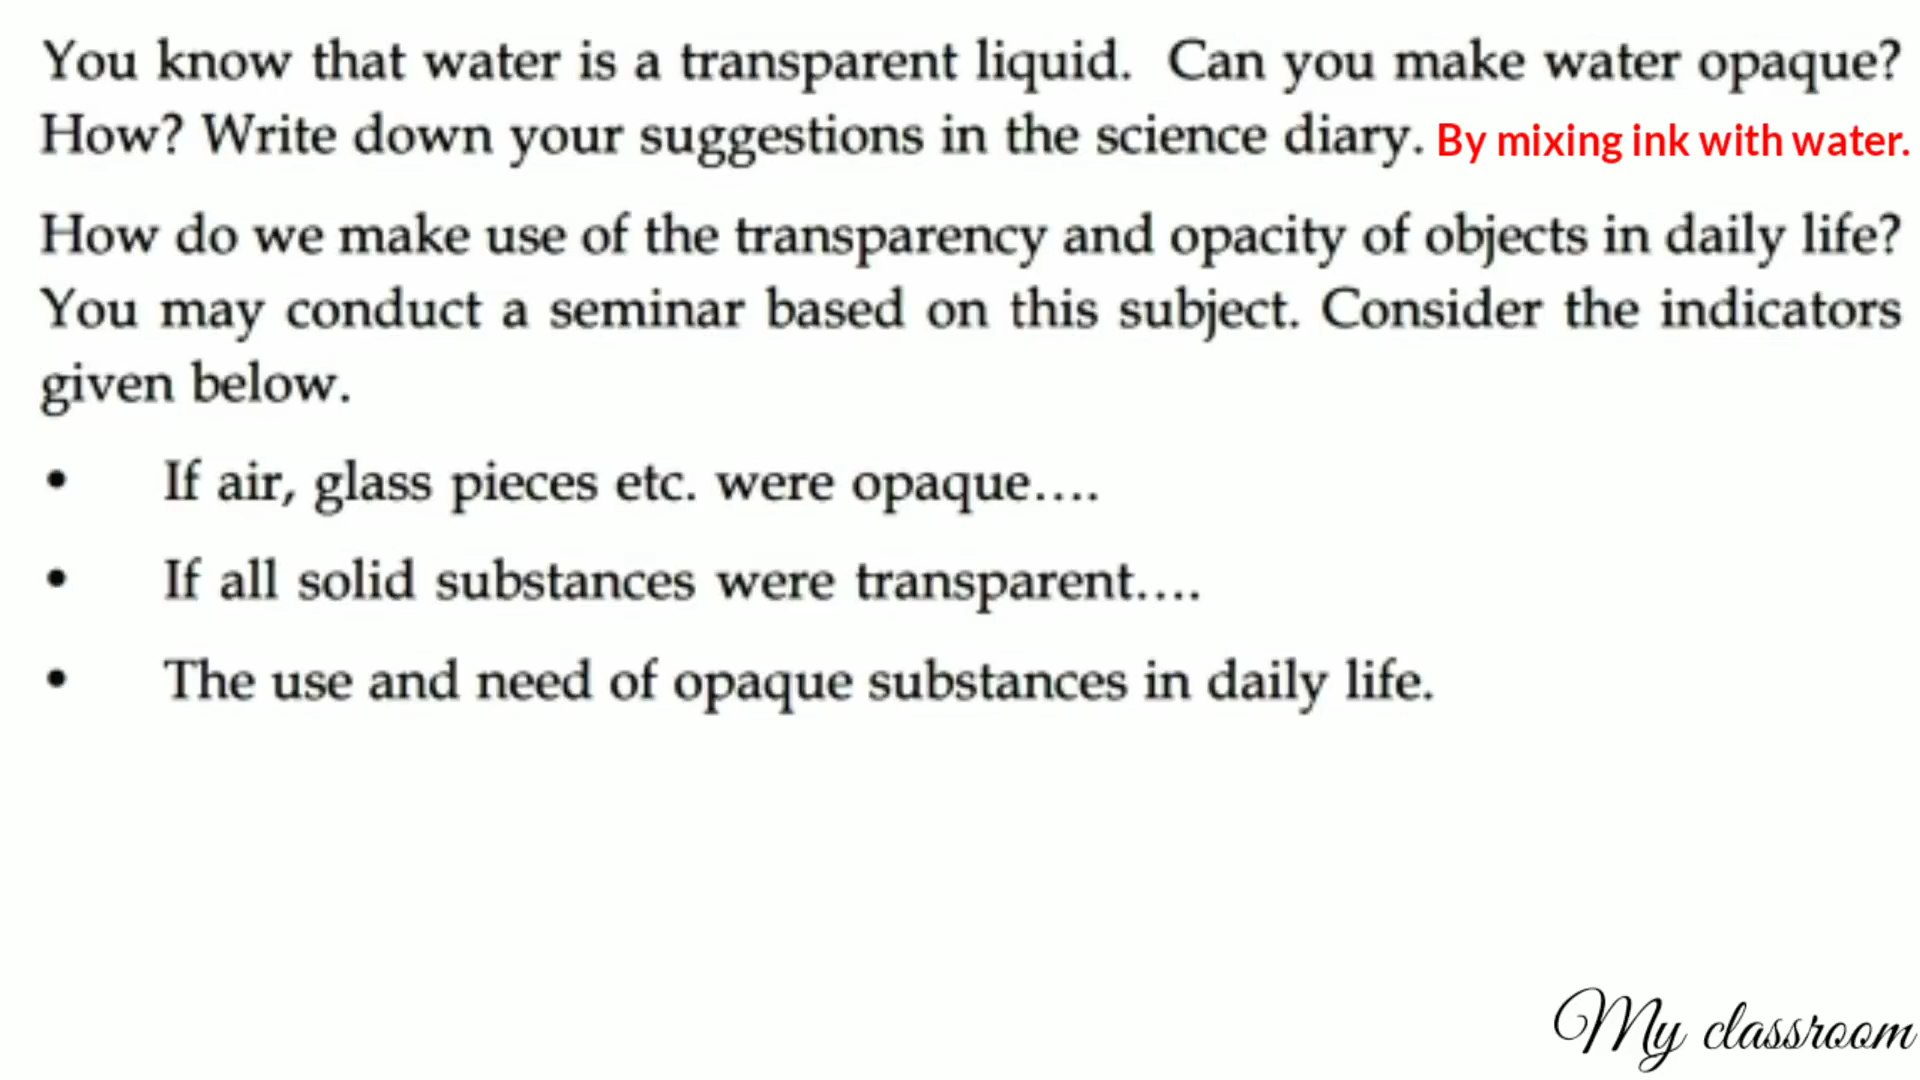 You know that water is a transparent liquid. Can you make water opaque?
How? Write down your suggestions in the science diary. By mixing ink with water.
How do we make use of the transparency and opacity of objects in daily life?
You may conduct a seminar based on this subject. Consider the indicators
given below.
• If air, glass pieces etc. were opaque....
• If all solid substances were transparent....
• The use and need of opaque substances in daily life.
My classroom